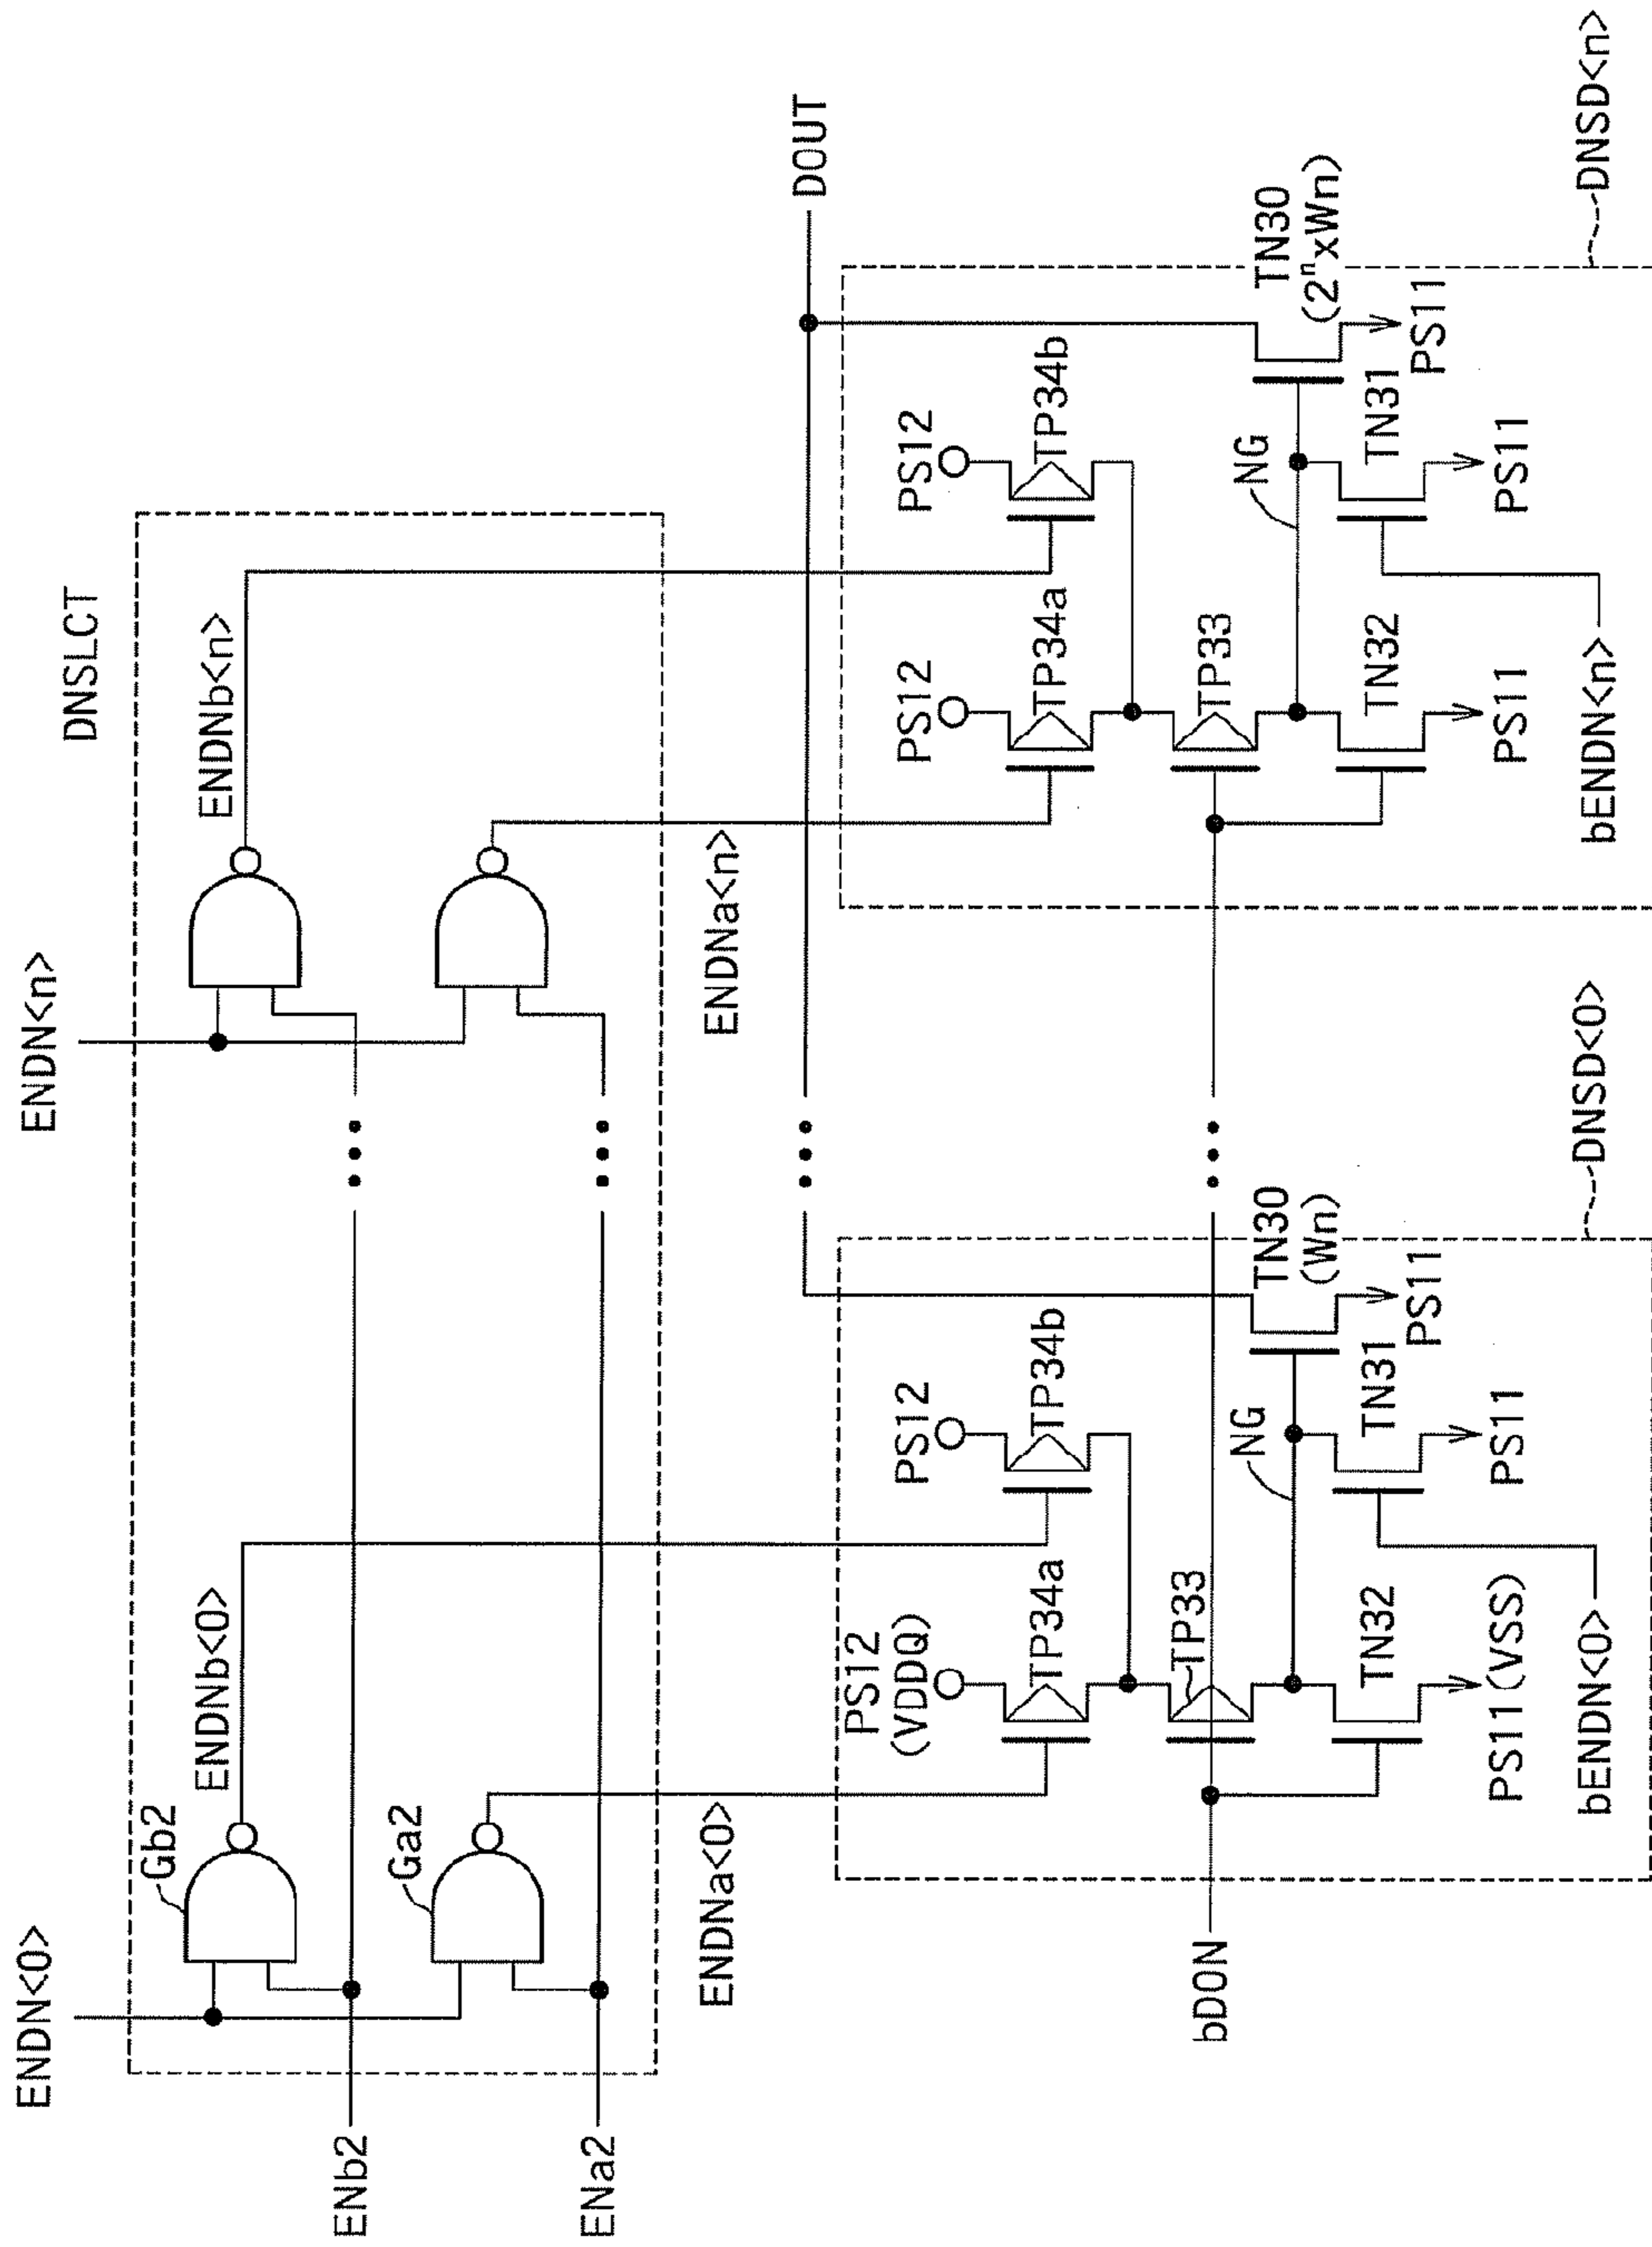 DNSLCT
ENDN<0>
ENDN<n>
Gb2
ENDNb<0>
ENDNb<n>
ENb2
Ga2
ENa2
ENDNa<0>
ENDNa<n>
DOUT
PS12
(VDDQ)
PS12
PS12
PS12
TP34a
TP34b
TP34a
TP34b
bDON
TP33
NG
TN30
(Wn)
TP33
NG
TN30
(2ⁿxWn)
TN32
TN31
PS11
TN32
TN31
PS11
PS11(VSS)
PS11
PS11
PS11
bENDN<0>
DNSD<0>
bENDN<n>
DNSD<n>